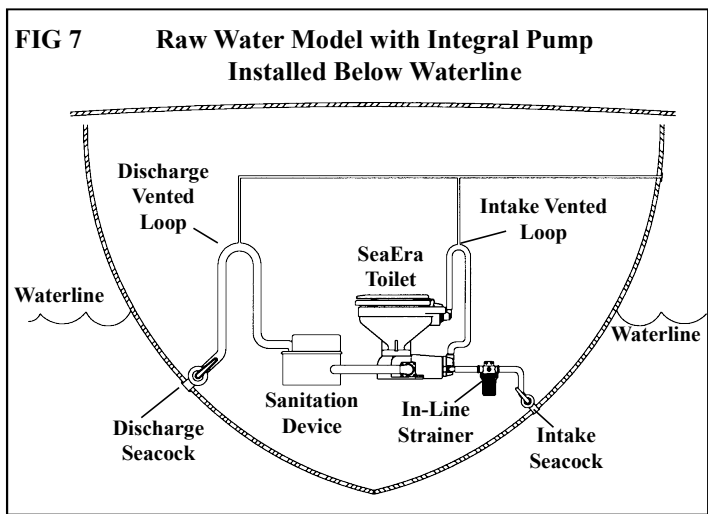 FIG 7
Raw Water Model with Integral Pump
Installed Below Waterline
Discharge
Vented
Loop
Intake Vented
Loop
SeaEra
Toilet
Waterline
Waterline
Sanitation
Device
In-Line
Strainer
Discharge
Seacock
Intake
Seacock